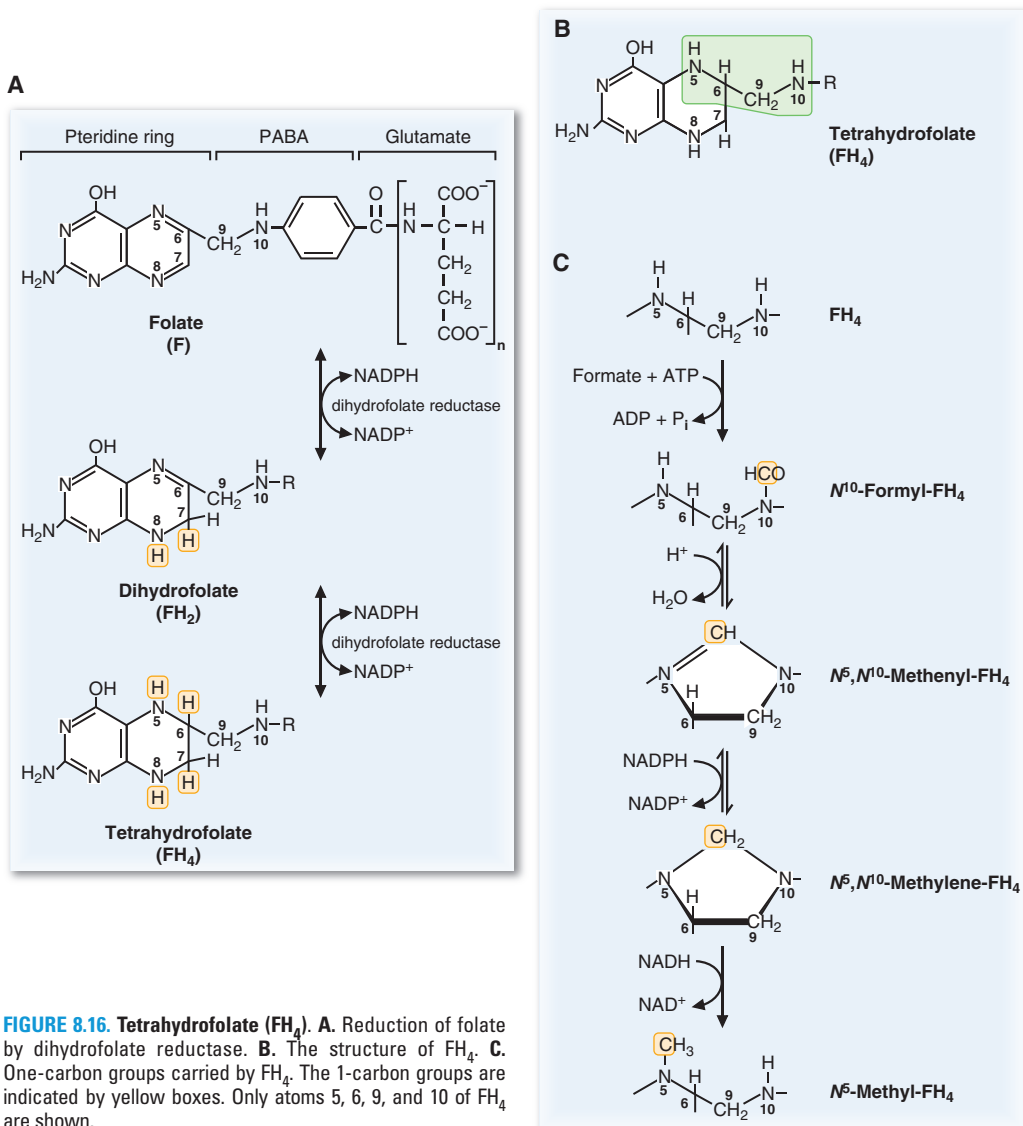 A
Pteridine ring PABA Glutamate
OH
N
N
5
6
7
8
N
N
H₂N
9
CH₂
H
N
10
O
C
H
N
COO⁻
C
H
CH₂
CH₂
COO⁻
n
Folate
(F)
NADPH
dihydrofolate reductase
NADP⁺
OH
N
N
5
6
7
8
N
N
H₂N
9
CH₂
H
N–R
10
H
H
H
Dihydrofolate
(FH₂)
NADPH
dihydrofolate reductase
NADP⁺
OH
N
H
N
5
6
H
7
H
H
8
N
H
N
H₂N
9
CH₂
H
N–R
10
Tetrahydrofolate
(FH₄)
FIGURE 8.16. Tetrahydrofolate (FH₄). A. Reduction of folate
by dihydrofolate reductase. B. The structure of FH₄. C.
One-carbon groups carried by FH₄. The 1-carbon groups are
indicated by yellow boxes. Only atoms 5, 6, 9, and 10 of FH₄
are shown.
B
OH
N
H
N
5
H
6
7
H
H
8
N
H
N
H₂N
9
CH₂
H
N–R
10
Tetrahydrofolate
(FH₄)
C
H
N
5
H
6
9
CH₂
H
N
10
FH₄
Formate + ATP
ADP + Pᵢ
H
N
5
H
6
9
CH₂
HCO
N
10
N¹⁰-Formyl-FH₄
H⁺
H₂O
CH
N
5
H
6
9
CH₂
N
10
N⁵,N¹⁰-Methenyl-FH₄
NADPH
NADP⁺
CH₂
N
5
H
6
9
CH₂
N
10
N⁵,N¹⁰-Methylene-FH₄
NADH
NAD⁺
CH₃
N
5
H
6
9
CH₂
H
N
10
N⁵-Methyl-FH₄